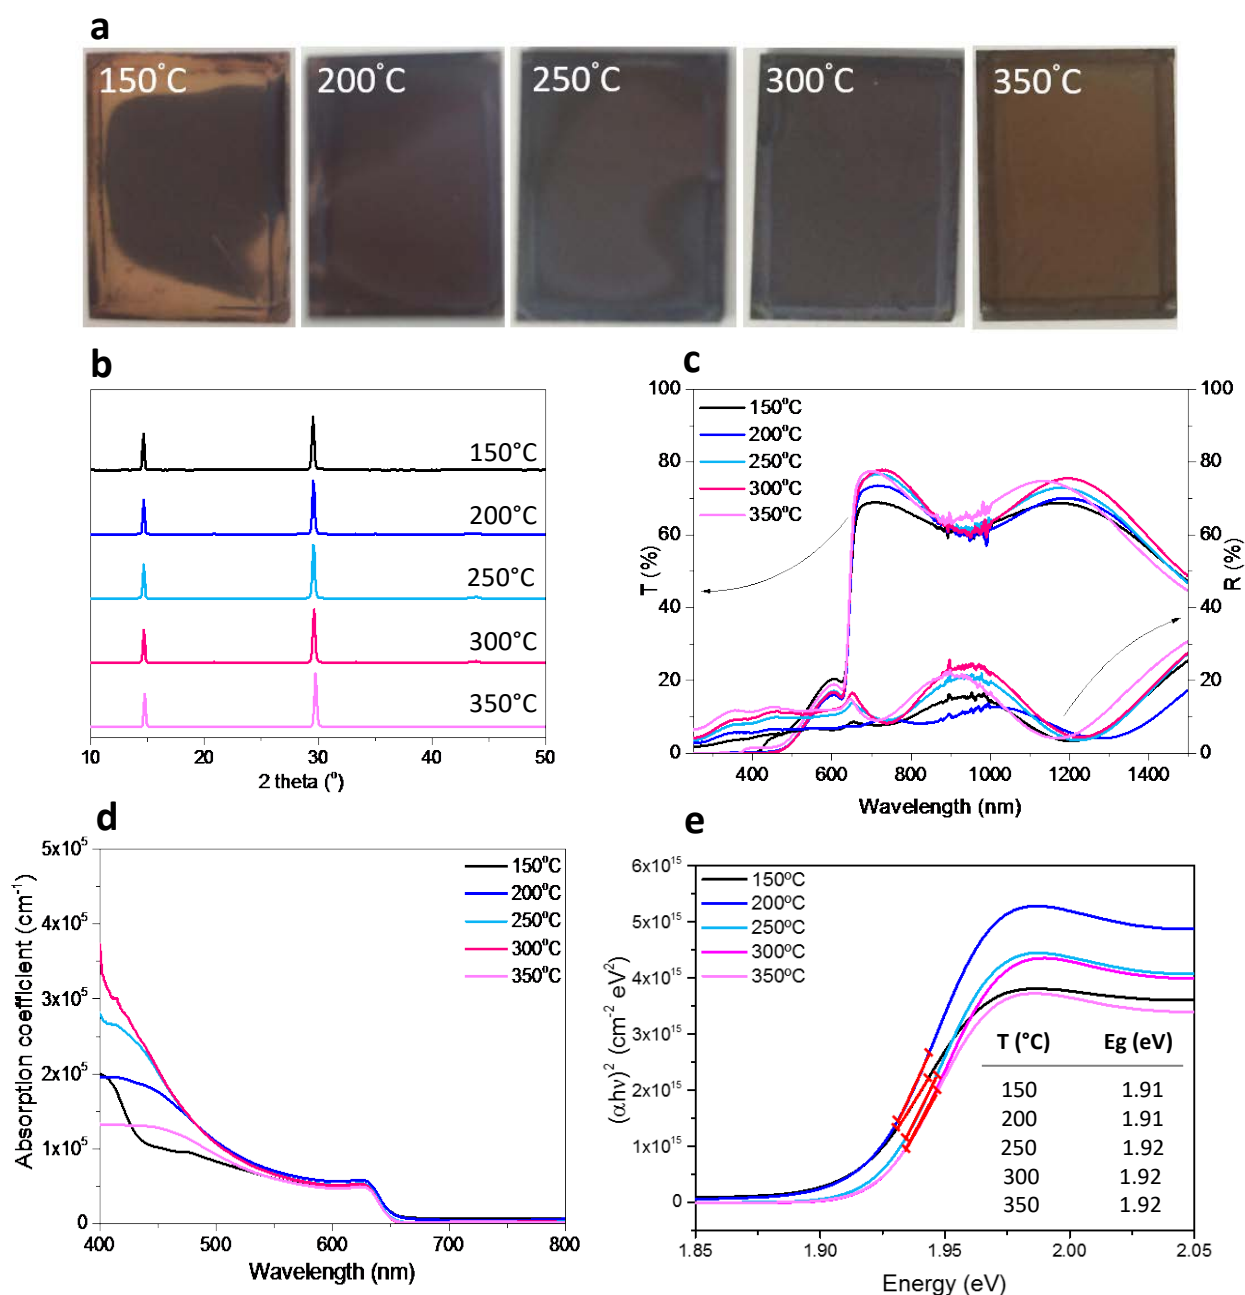 a
150°C 200°C 250°C 300°C 350°C
b
150°C
200°C
250°C
300°C
350°C
10 20 30 40 50
2 theta (°)
c
100
80
60
40
20
0
T (%)
150°C
200°C
250°C
300°C
350°C
100
80
60
40
20
0
R (%)
400 600 800 1000 1200 1400
Wavelength (nm)
d
5x10⁵
4x10⁵
3x10⁵
2x10⁵
1x10⁵
0
Absorption coefficient (cm⁻¹)
150°C
200°C
250°C
300°C
350°C
400 500 600 700 800
Wavelength (nm)
e
6x10¹⁵
5x10¹⁵
4x10¹⁵
3x10¹⁵
2x10¹⁵
1x10¹⁵
0
(αhν)² (cm⁻² eV²)
150ºC
200ºC
250ºC
300ºC
350ºC
T (°C) Eg (eV)
150 1.91
200 1.91
250 1.92
300 1.92
350 1.92
1.85 1.90 1.95 2.00 2.05
Energy (eV)